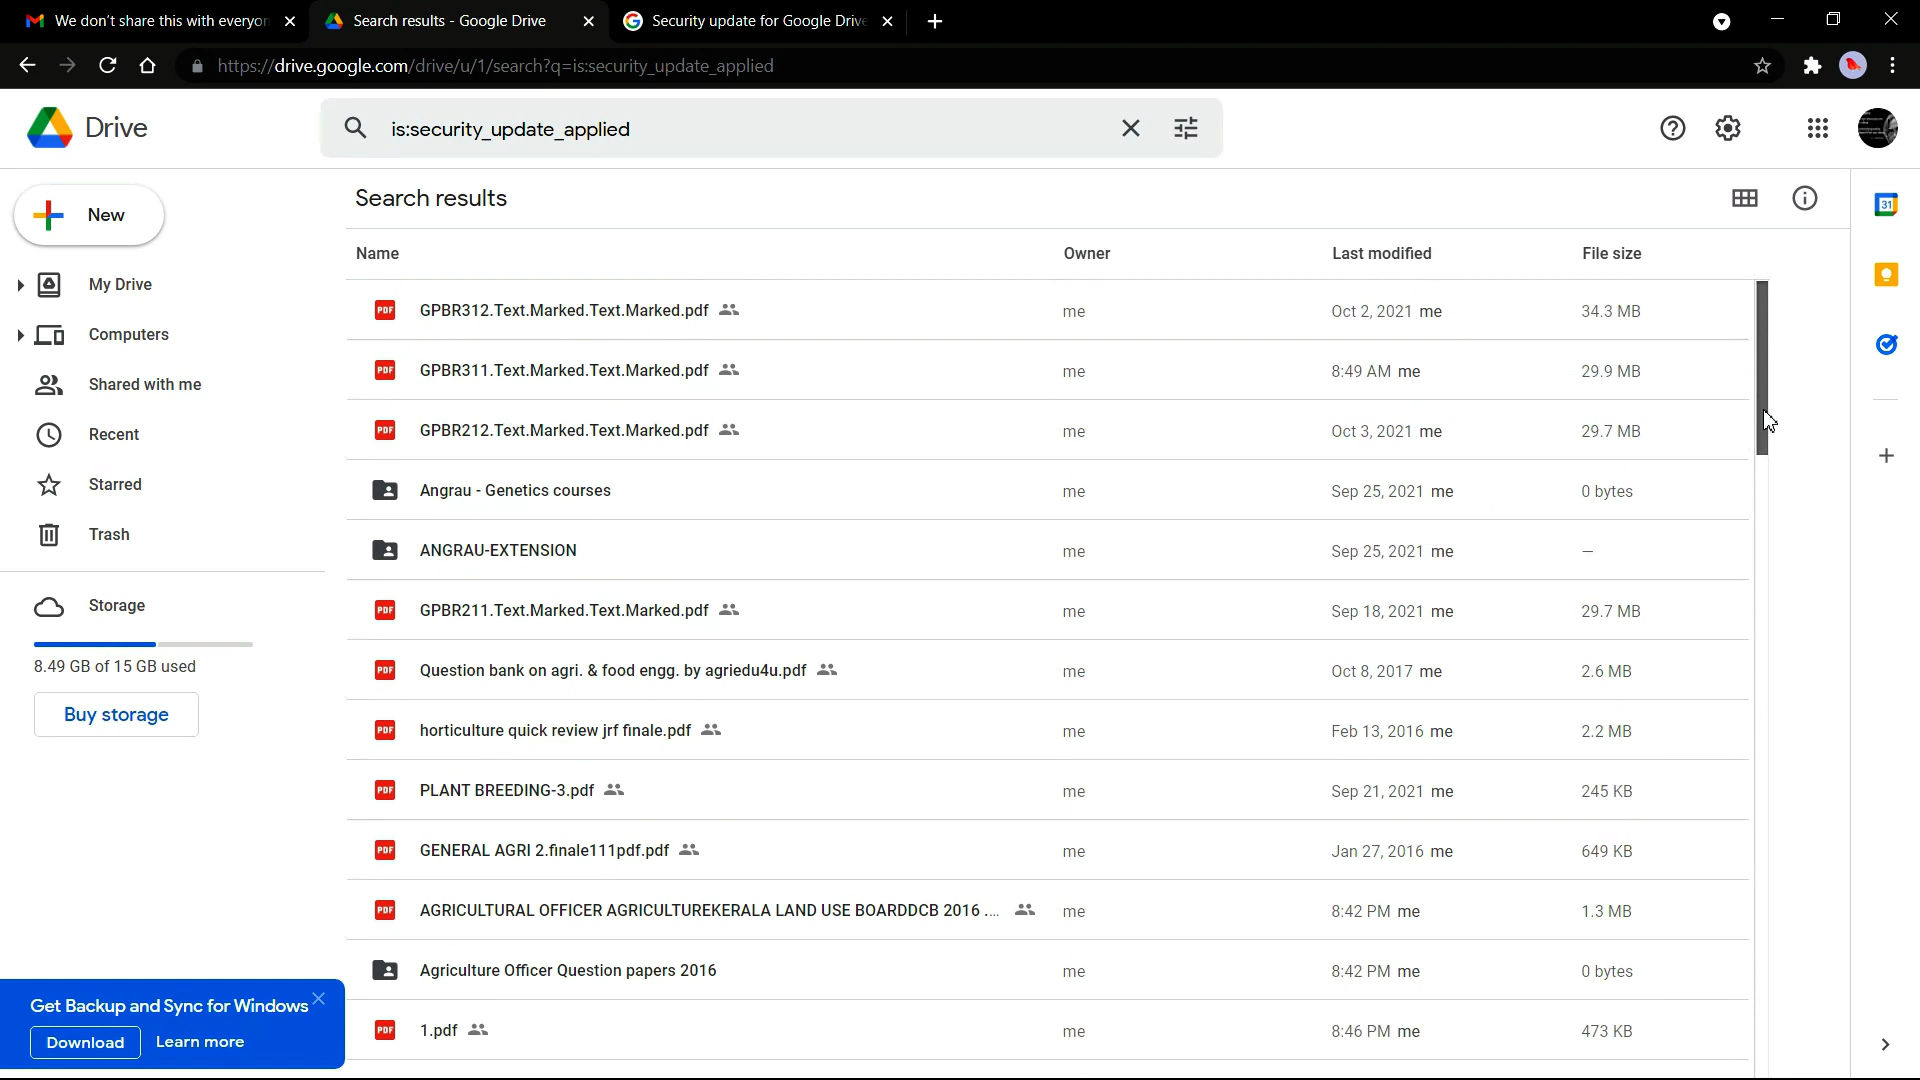 We don't share this with everyon
Search results - Google Drive
Security update for Google Drive
https://drive.google.com/drive/u/1/search?q=is:security_update_applied
Drive
is:security_update_applied
New
My Drive
Computers
Shared with me
Recent
Starred
Trash
Storage
8.49 GB of 15 GB used
Buy storage
Get Backup and Sync for Windows
Download Learn more
Search results
Name Owner Last modified File size
PDF GPBR312.Text.Marked.Text.Marked.pdf me Oct 2, 2021 me 34.3 MB
PDF GPBR311.Text.Marked.Text.Marked.pdf me 8:49 AM me 29.9 MB
PDF GPBR212.Text.Marked.Text.Marked.pdf me Oct 3, 2021 me 29.7 MB
Angrau - Genetics courses me Sep 25, 2021 me 0 bytes
ANGRAU-EXTENSION me Sep 25, 2021 me —
PDF GPBR211.Text.Marked.Text.Marked.pdf me Sep 18, 2021 me 29.7 MB
PDF Question bank on agri. & food engg. by agriedu4u.pdf me Oct 8, 2017 me 2.6 MB
PDF horticulture quick review jrf finale.pdf me Feb 13, 2016 me 2.2 MB
PDF PLANT BREEDING-3.pdf me Sep 21, 2021 me 245 KB
PDF GENERAL AGRI 2.finale111pdf.pdf me Jan 27, 2016 me 649 KB
PDF AGRICULTURAL OFFICER AGRICULTUREKERALA LAND USE BOARDDCB 2016 .... me 8:42 PM me 1.3 MB
Agriculture Officer Question papers 2016 me 8:42 PM me 0 bytes
PDF 1.pdf me 8:46 PM me 473 KB
31